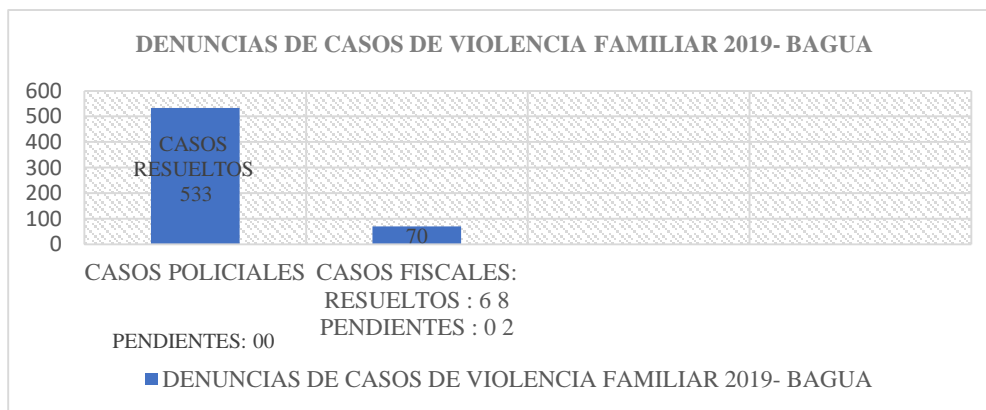 DENUNCIAS DE CASOS DE VIOLENCIA FAMILIAR 2019- BAGUA
600
500
400
300
200
100
0
CASOS
RESUELTOS
533
70
CASOS POLICIALES
PENDIENTES: 00
CASOS FISCALES:
RESUELTOS : 6 8
PENDIENTES : 0 2
DENUNCIAS DE CASOS DE VIOLENCIA FAMILIAR 2019- BAGUA